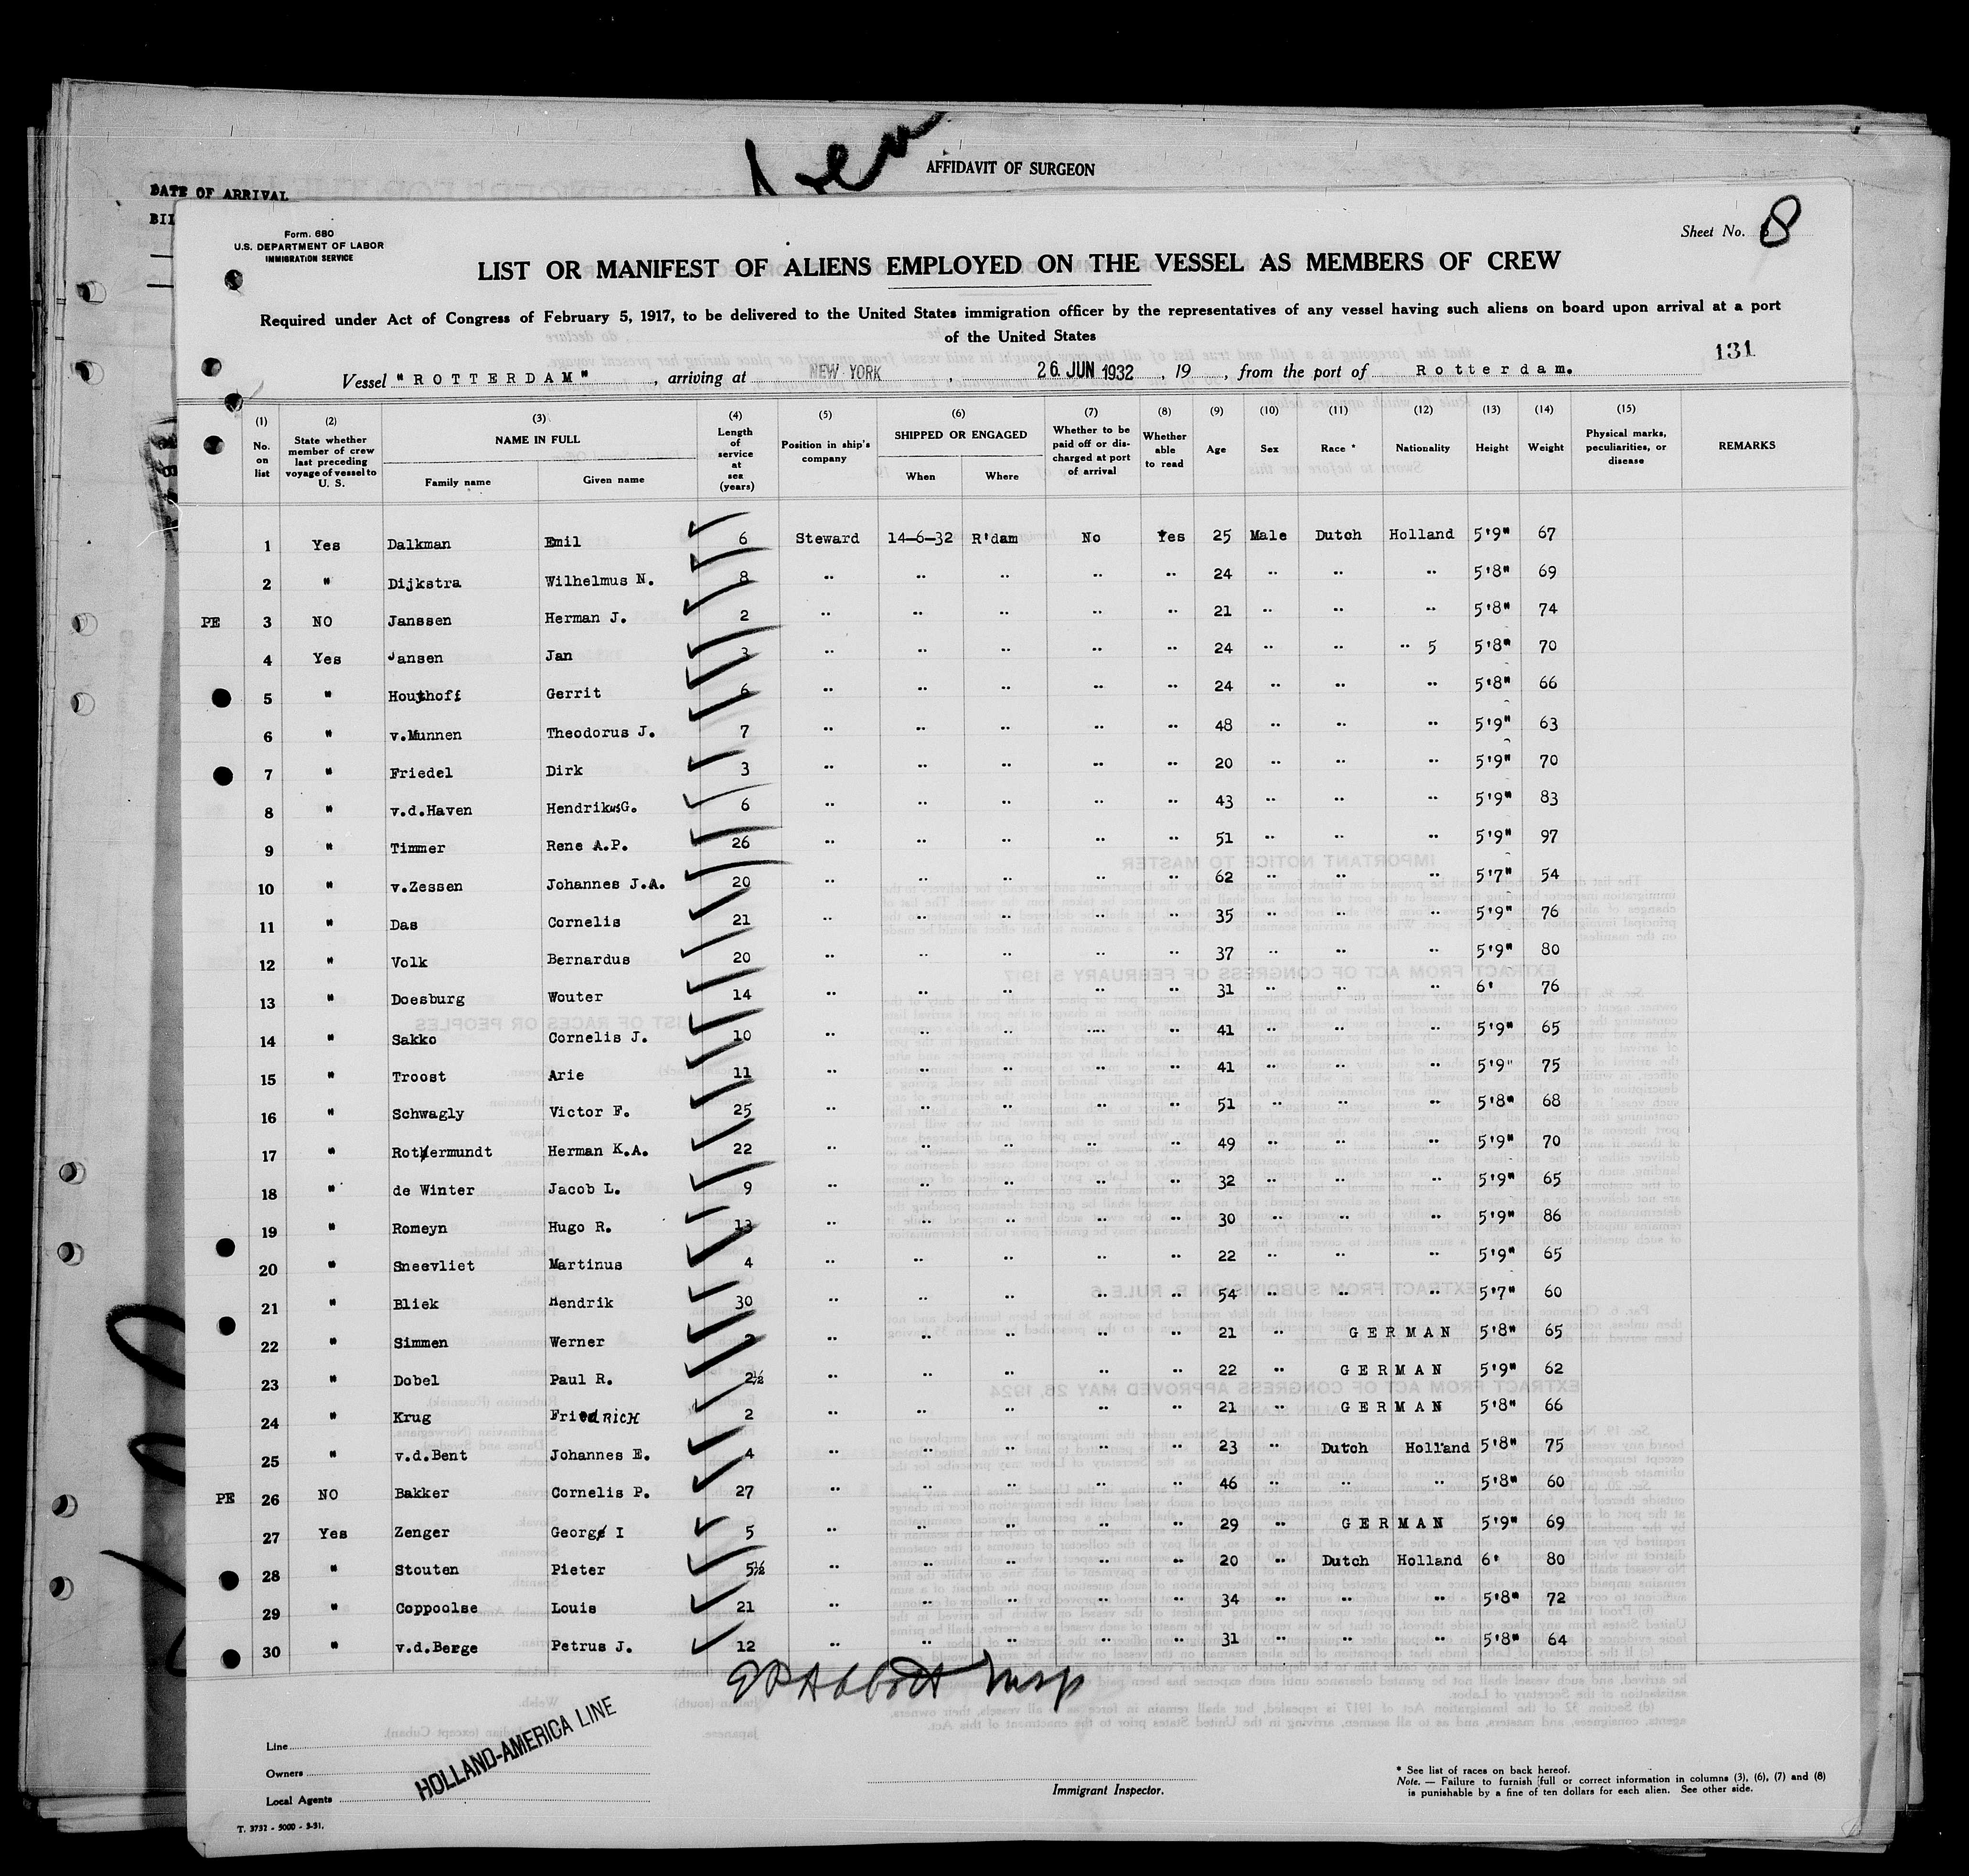 AFFIDAVIT OF SURGEON
DATE OF ARRIVAL
Form. 680
U.S. DEPARTMENT OF LABOR
IMMIGRATION SERVICE
Sheet No. 8
LIST OR MANIFEST OF ALIENS EMPLOYED ON THE VESSEL AS MEMBERS OF CREW
Required under Act of Congress of February 5, 1917, to be delivered to the United States immigration officer by the representatives of any vessel having such aliens on board upon arrival at a port
of the United States
131
Vessel "ROTTERDAM", arriving at NEW YORK, 26 JUN 1932, 19, from the port of Rotterdam.
(1) No. on list (2) State whether member of crew last preceding voyage of vessel to U. S. (3) NAME IN FULL Family name Given name (4) Length of service at sea (years) (5) Position in ship's company (6) SHIPPED OR ENGAGED When Where (7) Whether to be paid off or discharged at port of arrival (8) Whether able to read (9) Age (10) Sex (11) Race * (12) Nationality (13) Height (14) Weight (15) Physical marks, peculiarities, or disease REMARKS
1 Yes Dalkman Emil 6 Steward 14-6-32 R'dam No Yes 25 Male Dutch Holland 5'9" 67
2 " Dijkstra Wilhelmus N. 8 " " " " " 24 " " " 5'8" 69
PE 3 NO Janssen Herman J. 2 " " " " " 21 " " " 5'8" 74
4 Yes Jansen Jan 3 " " " " " 24 " " " 5 5'8" 70
5 " Houthoff Gerrit 6 " " " " " 24 " " " 5'8" 66
6 " v.Munnen Theodorus J. 7 " " " " " 48 " " " 5'9" 63
7 " Friedel Dirk 3 " " " " " 20 " " " 5'9" 70
8 " v.d.Haven Hendrikus G. 6 " " " " " 43 " " " 5'9" 83
9 " Timmer Rene A.P. 26 " " " " " 51 " " " 5'9" 97
10 " v.Zessen Johannes J.A. 20 " " " " " 62 " " " 5'7" 54
11 " Das Cornelis 21 " " " " " 35 " " " 5'9" 76
12 " Volk Bernardus 20 " " " " " 37 " " " 5'9" 80
13 " Doesburg Wouter 14 " " " " " 31 " " " 6' 76
14 " Sakko Cornelis J. 10 " " " " " 41 " " " 5'9" 65
15 " Troost Arie 11 " " " " " 41 " " " 5'9" 75
16 " Schwagly Victor F. 25 " " " " " 51 " " " 5'8" 68
17 " Rothermundt Herman K.A. 22 " " " " " 49 " " " 5'9" 70
18 " de Winter Jacob L. 9 " " " " " 32 " " " 5'9" 65
19 " Romeyn Hugo R. 13 " " " " " 30 " " " 5'9" 86
20 " Sneevliet Martinus 4 " " " " " 22 " " " 5'9" 65
21 " Bliek Hendrik 30 " " " " " 54 " " " 5'7" 60
22 " Simmen Werner " " " " " 21 " GERMAN 5'8" 65
23 " Dobel Paul R. 2½ " " " " " 22 " GERMAN 5'9" 62
24 " Krug Friedrich 2 " " " " " 21 " GERMAN 5'8" 66
25 " v.d.Bent Johannes E. 4 " " " " " 23 " Dutch Holland 5'8" 75
PE 26 NO Bakker Cornelis P. 27 " " " " " 46 " " " 5'8" 60
27 Yes Zenger George I 5 " " " " " 29 " GERMAN 5'9" 69
28 " Stouten Pieter 5½ " " " " " 20 " Dutch Holland 6' 80
29 " Coppoolse Louis 21 " " " " " 34 " " " 5'8" 72
30 " v.d.Berge Petrus J. 12 " " " " " 31 " " " 5'8" 64
Line
Owners
Local Agents
HOLLAND-AMERICA LINE
Immigrant Inspector.
* See list of races on back hereof.
Note. — Failure to furnish full or correct information in columns (3), (6), (7) and (8)
is punishable by a fine of ten dollars for each alien. See other side.
T. 3732 - 5000 - 3-31.